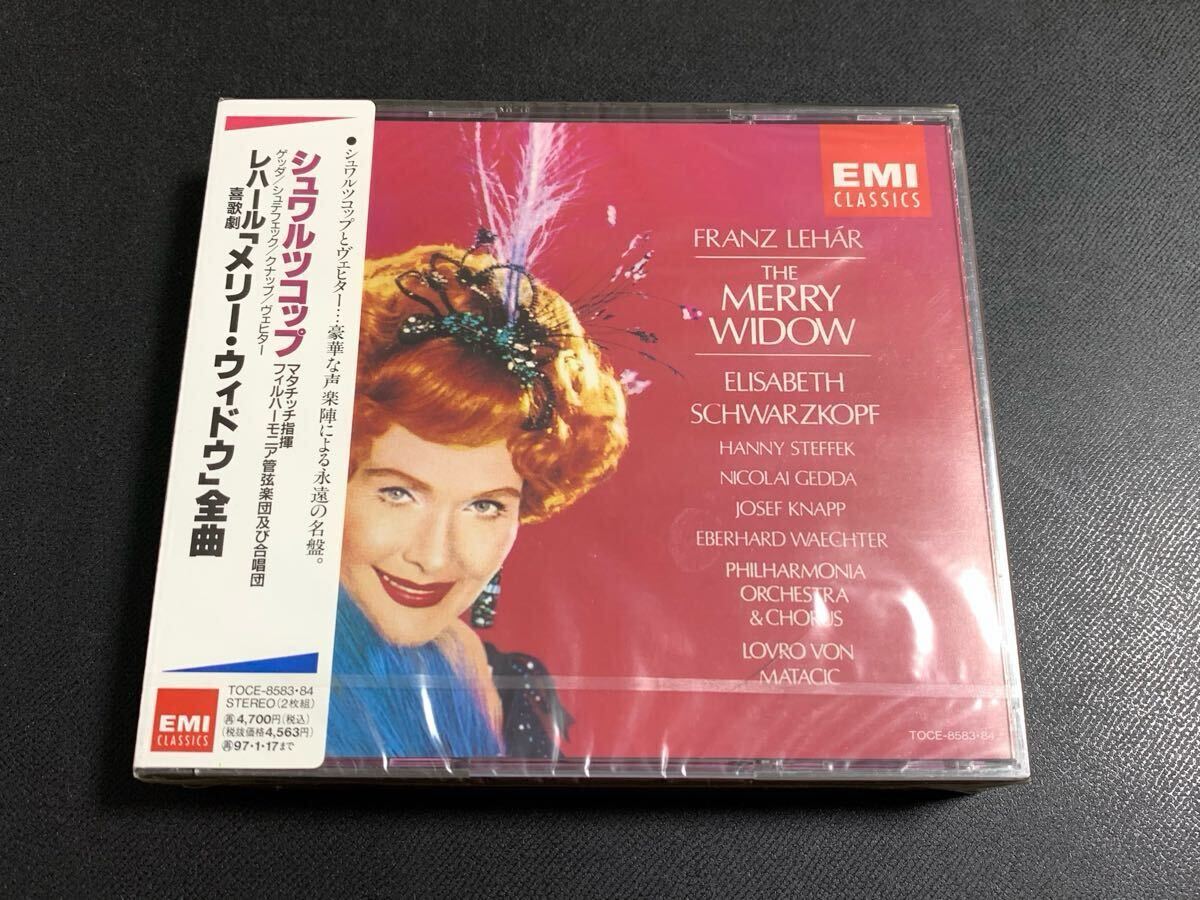 ●シュワルツコップとヴェヒター…豪華な声楽陣による永遠の名盤。
シュワルツコップ
ゲッダ/シュテフェック/クナップ/ヴェヒター
マタチッチ指揮
フィルハーモニア管弦楽団及び合唱団
レハール
喜歌劇
「メリー・ウィドウ」全曲
TOCE-8583・84
STEREO(2枚組)
再4,700円(税込)
(税抜価格4,563円)
再97・1・17まで
EMI
CLASSICS
EMI
CLASSICS
FRANZ LEHÁR
THE
MERRY
WIDOW
ELISABETH
SCHWARZKOPF
HANNY STEFFEK
NICOLAI GEDDA
JOSEF KNAPP
EBERHARD WAECHTER
PHILHARMONIA
ORCHESTRA
& CHORUS
LOVRO VON
MATACIC
TOCE-8583・84